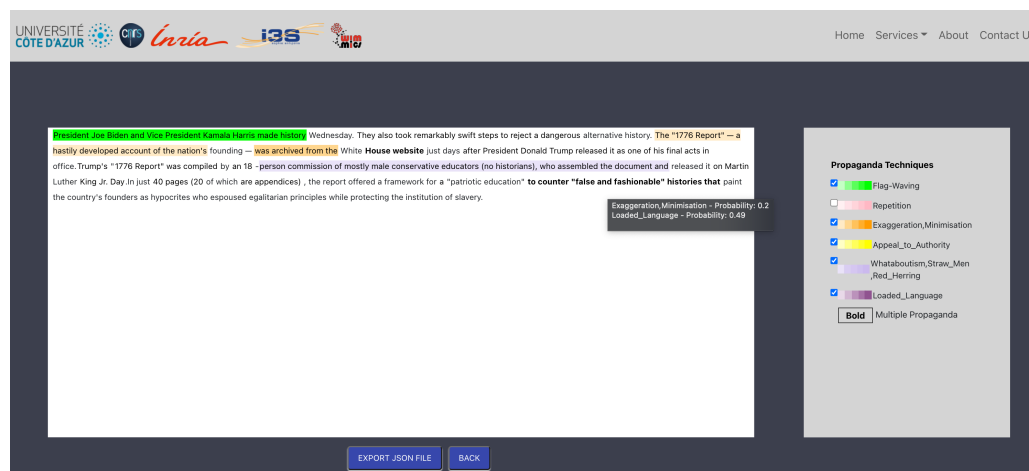 UNIVERSITÉ
CÔTE D'AZUR
cnrs
Inria
i3S
wim
mics
Home Services About Contact U
President Joe Biden and Vice President Kamala Harris made history Wednesday. They also took remarkably swift steps to reject a dangerous alternative history. The "1776 Report" — a
hastily developed account of the nation's founding — was archived from the White House website just days after President Donald Trump released it as one of his final acts in
office.Trump's "1776 Report" was compiled by an 18 -person commission of mostly male conservative educators (no historians), who assembled the document and released it on Martin
Luther King Jr. Day.In just 40 pages (20 of which are appendices) , the report offered a framework for a "patriotic education" to counter "false and fashionable" histories that paint
the country's founders as hypocrites who espoused egalitarian principles while protecting the institution of slavery.
Exaggeration,Minimisation - Probability: 0.2
Loaded_Language - Probability: 0.49
Propaganda Techniques
Flag-Waving
Repetition
Exaggeration,Minimisation
Appeal_to_Authority
Whataboutism,Straw_Men
,Red_Herring
Loaded_Language
Bold Multiple Propaganda
EXPORT JSON FILE BACK